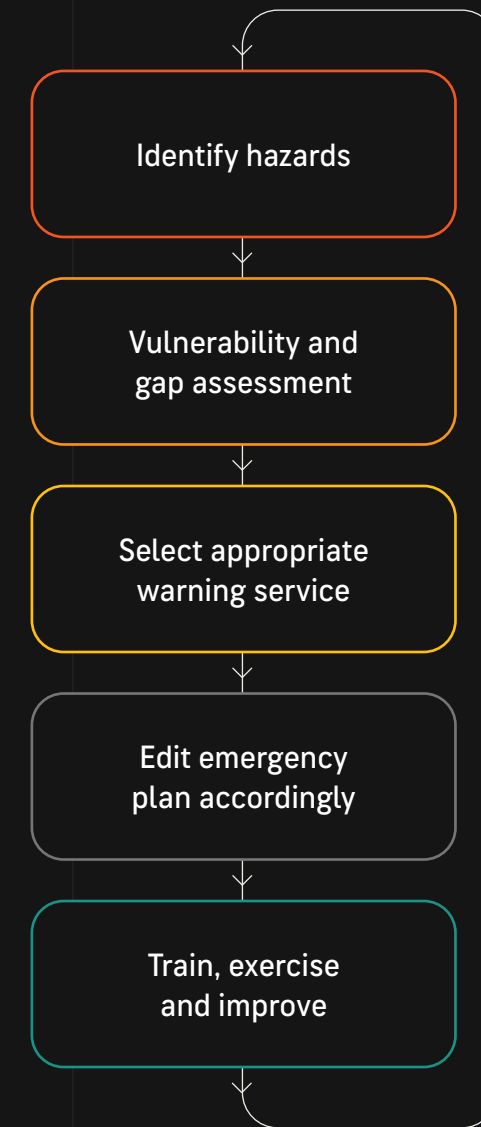 Identify hazards
Vulnerability and
gap assessment
Select appropriate
warning service
Edit emergency
plan accordingly
Train, exercise
and improve